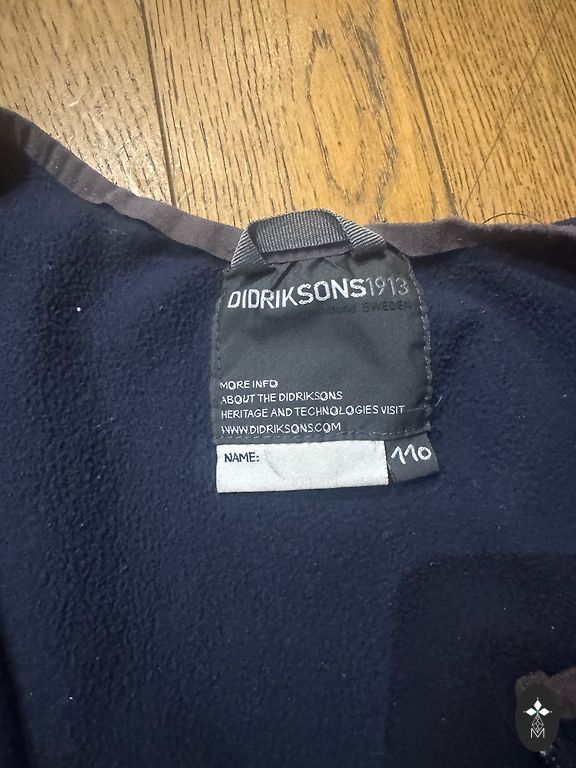 DIDRIKSONS1913
SWEDEN
MORE INFO
ABOUT THE DIDRIKSONS
HERITAGE AND TECHNOLOGIES VISIT
WWW.DIDRIKSONS.COM
NAME:
110